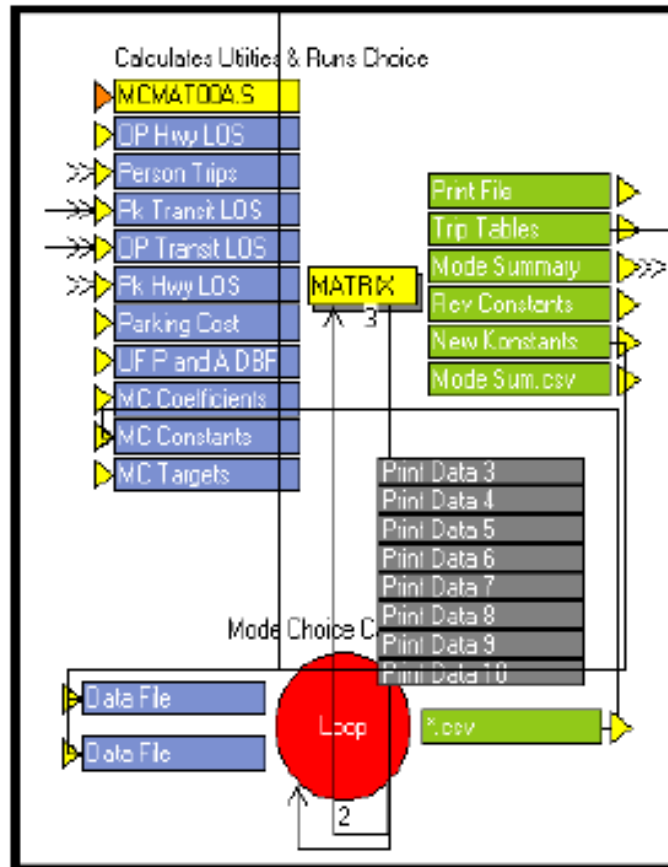 Calculates Utilities & Runs Choice
MCMAT00A.S
OP Hwy LOS
Person Trips
Pk Transit LOS
OP Transit LOS
Pk Hwy LOS
Parking Cost
UF P and A DBF
MC Coefficients
MC Constants
MC Targets
MATRIX
3
Print File
Trip Tables
Mode Summary
Rev Constants
New Konstants
Mode Sum.csv
Print Data 3
Print Data 4
Print Data 5
Print Data 6
Print Data 7
Print Data 8
Print Data 9
Print Data 10
Mode Choice C
Data File
Data File
Loop
*.csv
2